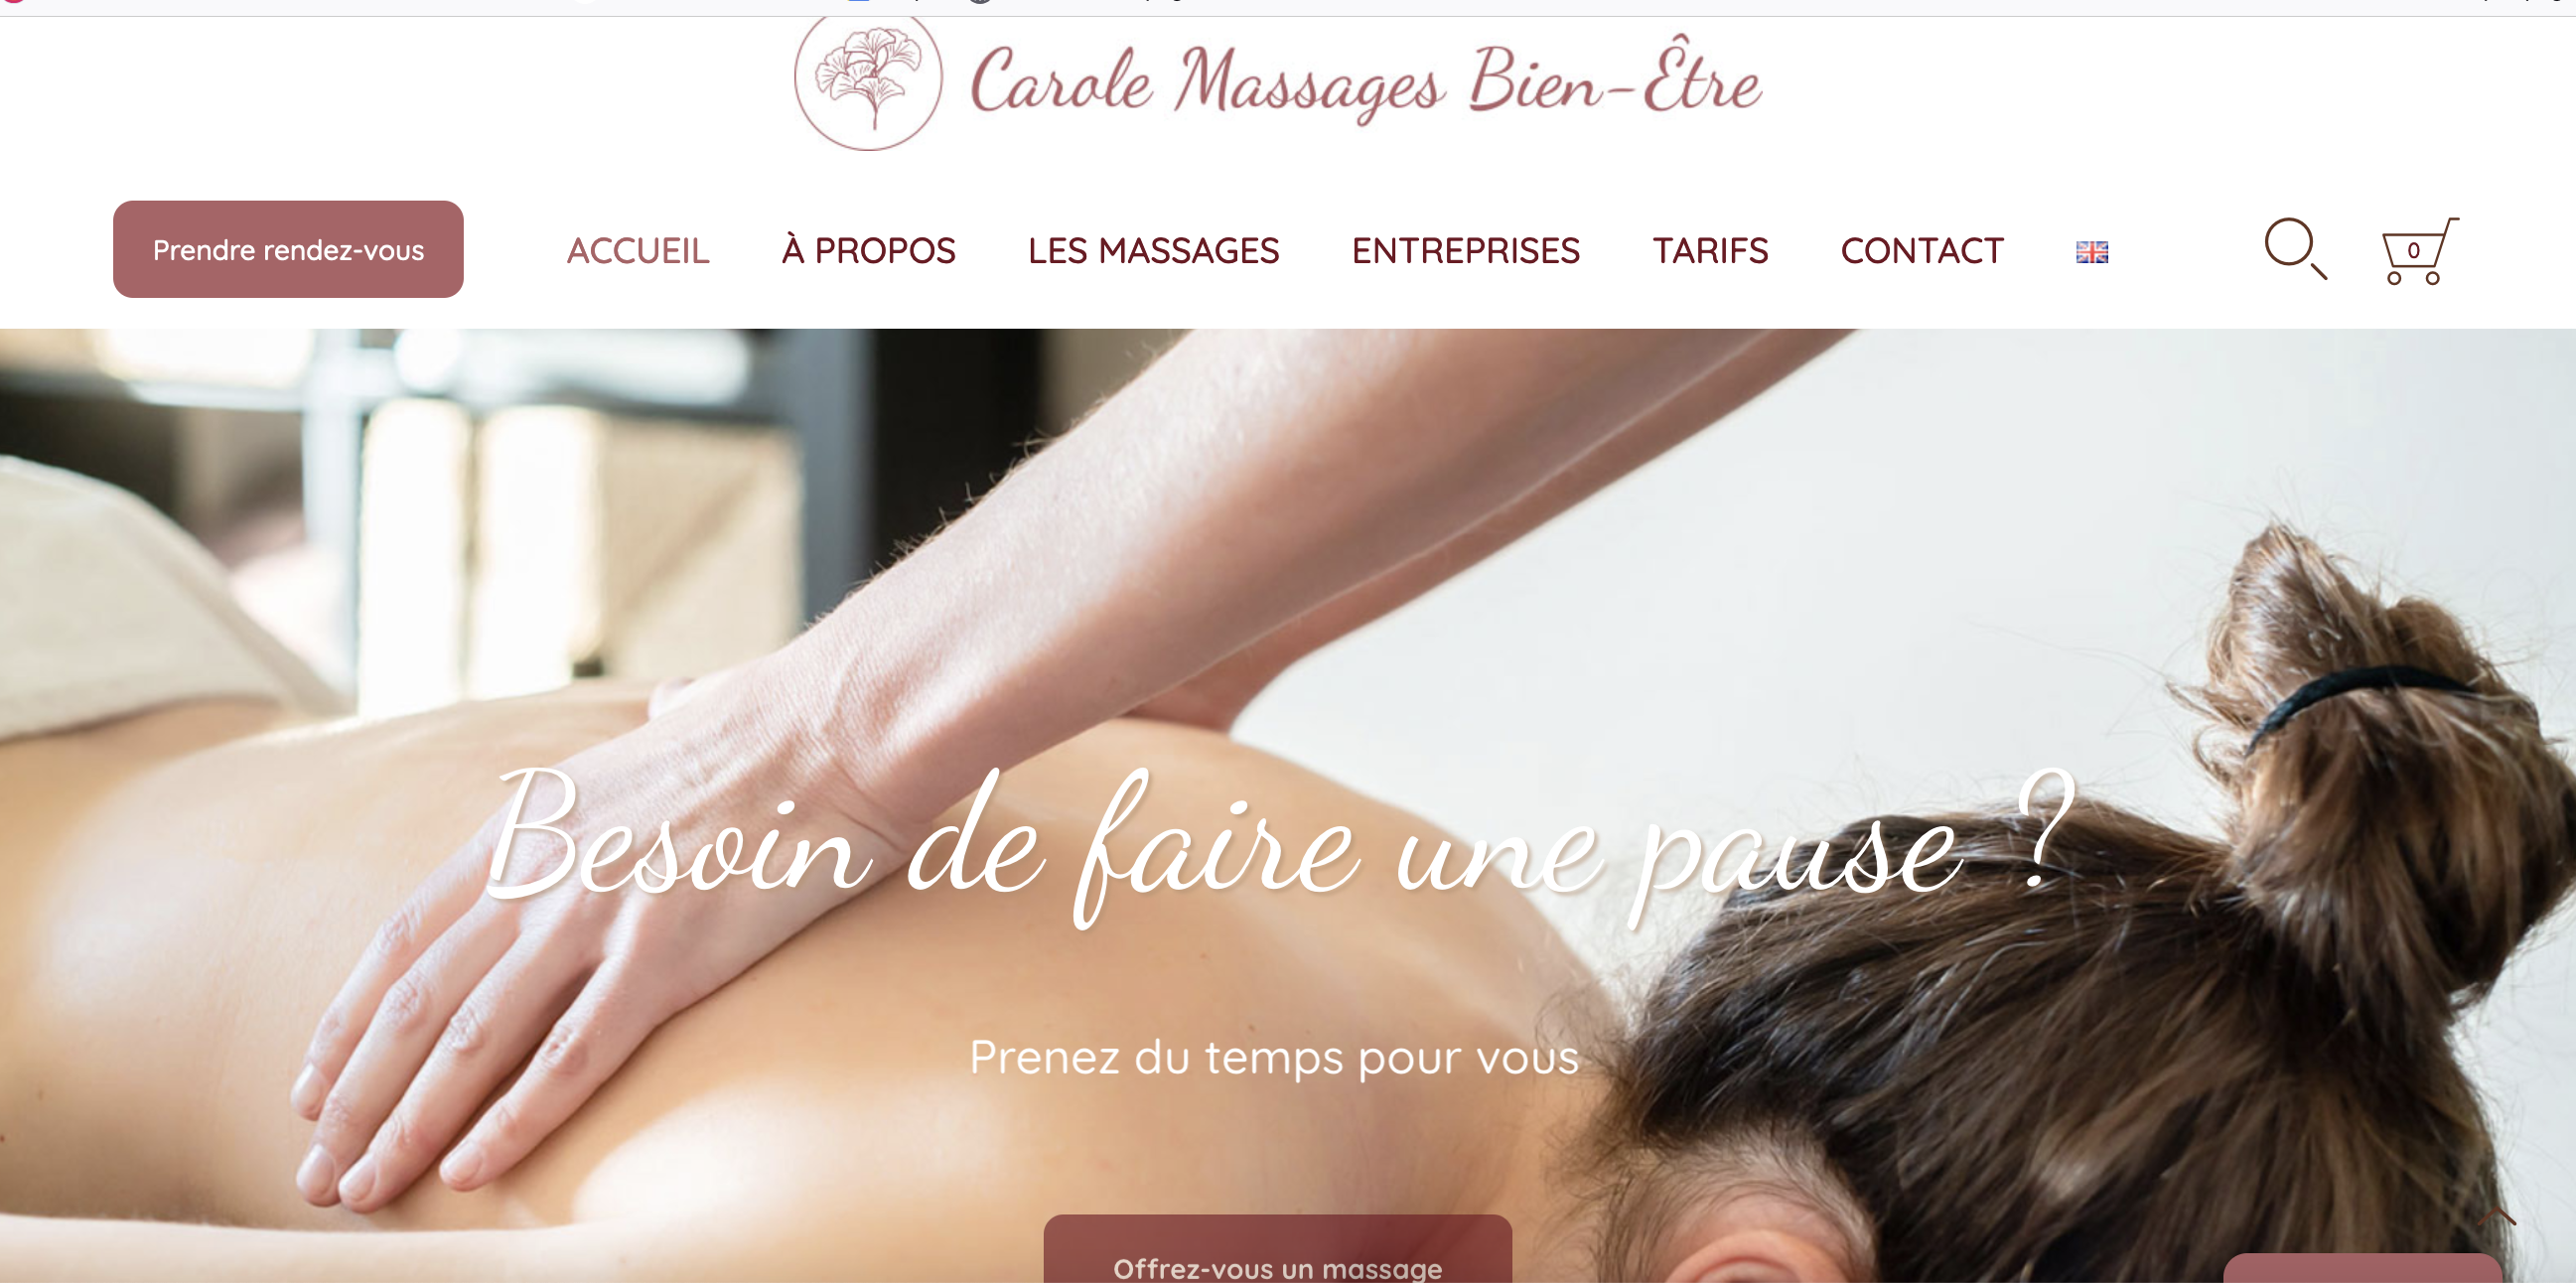 Carole Massages Bien-Être
Prendre rendez-vous
ACCUEIL
À PROPOS
LES MASSAGES
ENTREPRISES
TARIFS
CONTACT
0
Besoin de faire une pause ?
Prenez du temps pour vous
Offrez-vous un massage